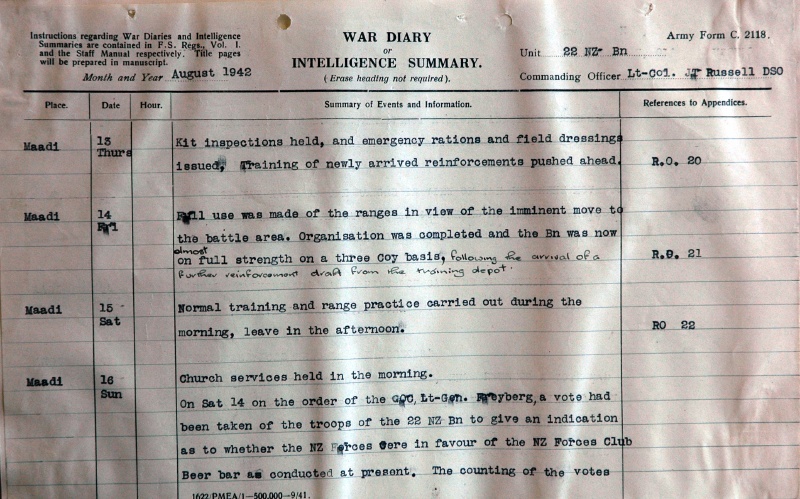 Instructions regarding War Diaries and Intelligence
Summaries are contained in F.S. Regs., Vol. I.
and the Staff Manual respectively. Title pages
will be prepared in manuscript.
Month and Year August 1942
WAR DIARY
or
INTELLIGENCE SUMMARY.
(Erase heading not required).
Army Form C. 2118.
Unit 22 NZ Bn
Commanding Officer Lt-Col. JT Russell DSO
Place. Date Hour. Summary of Events and Information. References to Appendices.
Maadi 13 Thurs Kit inspections held, and emergency rations and field dressings
issued, Training of newly arrived reinforcements pushed ahead. R.O. 20
Maadi 14 Fri Full use was made of the ranges in view of the imminent move to
the battle area. Organisation was completed and the Bn was now
almost
on full strength on a three Coy basis, following the arrival of a R.O. 21
further reinforcement draft from the training depot.
Maadi 15 Sat Normal training and range practice carried out during the
morning, leave in the afternoon. RO 22
Maadi 16 Sun Church services held in the morning.
On Sat 14 on the order of the GOC, Lt-Gen. Freyberg, a vote had
been taken of the troops of the 22 NZ Bn to give an indication
as to whether the NZ Forces were in favour of the NZ Forces Club
Beer bar as conducted at present. The counting of the votes
1622/PMEA/1—500,000—9/41.